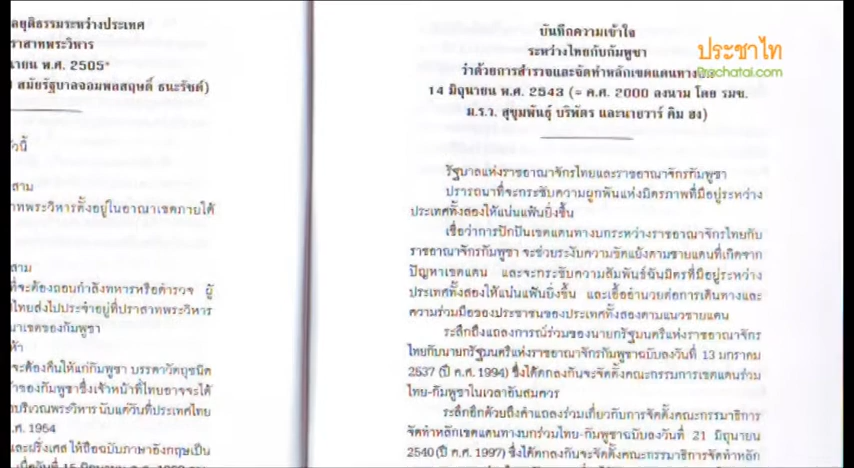 ลยุติธรรมระหว่างประเทศ
ราสาทพระวิหาร
ายน พ.ศ. 2505*
สมัยรัฐบาลจอมพลสฤษดิ์ ธนะรัชต์)
วนี้
สาม
าทพระวิหารตั้งอยู่ในอาณาเขตภายใต้
สาม
ที่จะต้องถอนกำลังทหารหรือตำรวจ ผู้
ไทยส่งไปประจำอยู่ที่ปราสาทพระวิหาร
นาเขตของกัมพูชา
ห้า
จะต้องคืนให้แก่กัมพูชา บรรดาวัตถุชนิด
ของกัมพูชาซึ่งเจ้าหน้าที่ไทยอาจจะได้
บริเวณพระวิหาร นับแต่วันที่ประเทศไทย
ค.ศ. 1954
และฝรั่งเศส ให้ถือฉบับภาษาอังกฤษเป็น
บันทึกความเข้าใจ
ระหว่างไทยกับกัมพูชา
ว่าด้วยการสำรวจและจัดทำหลักเขตแดนทาง
14 มิถุนายน พ.ศ. 2543 (= ค.ศ. 2000 ลงนาม โดย รมช.
ม.ร.ว. สุขุมพันธุ์ บริพัตร และนายวาร์ คิม ฮง)
ประชาไท
Prachatai.com
รัฐบาลแห่งราชอาณาจักรไทยและราชอาณาจักรกัมพูชา
ปรารถนาที่จะกระชับความผูกพันแห่งมิตรภาพที่มีอยู่ระหว่าง
ประเทศทั้งสองให้แน่นแฟ้นยิ่งขึ้น
เชื่อว่าการปักปันเขตแดนทางบกระหว่างราชอาณาจักรไทยกับ
ราชอาณาจักรกัมพูชา จะช่วยระงับความขัดแย้งตามชายแดนที่เกิดจาก
ปัญหาเขตแดน และจะกระชับความสัมพันธ์ฉันมิตรที่มีอยู่ระหว่าง
ประเทศทั้งสองให้แน่นแฟ้นยิ่งขึ้น และเอื้ออำนวยต่อการเดินทางและ
ความร่วมมือของประชาชนของประเทศทั้งสองตามแนวชายแดน
ระลึกถึงแถลงการณ์ร่วมของนายกรัฐมนตรีแห่งราชอาณาจักร
ไทยกับนายกรัฐมนตรีแห่งราชอาณาจักรกัมพูชาฉบับลงวันที่ 13 มกราคม
2537 (ปี ค.ศ. 1994) ซึ่งได้ตกลงกันจะจัดตั้งคณะกรรมการเขตแดนร่วม
ไทย-กัมพูชาในเวลาอันสมควร
ระลึกอีกด้วยถึงคำแถลงร่วมเกี่ยวกับการจัดตั้งคณะกรรมาธิการ
จัดทำหลักเขตแดนทางบกร่วมไทย-กัมพูชาฉบับลงวันที่ 21 มิถุนายน
2540 (ปี ค.ศ. 1997) ซึ่งได้ตกลงกันจะจัดตั้งคณะกรรมาธิการจัดทำหลัก